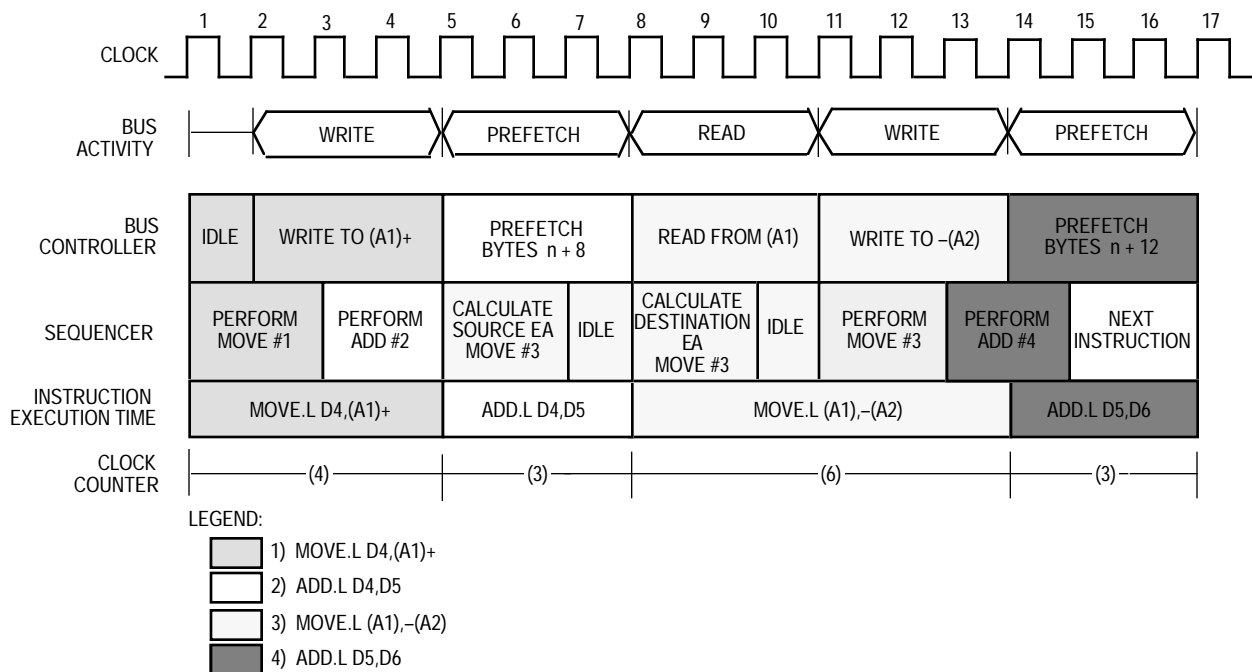 1 2 3 4 5 6 7 8 9 10 11 12 13 14 15 16 17
CLOCK
BUS
ACTIVITY
WRITE PREFETCH READ WRITE PREFETCH
BUS
CONTROLLER
IDLE
WRITE TO (A1)+
PREFETCH
BYTES n + 8
READ FROM (A1)
WRITE TO –(A2)
PREFETCH
BYTES n + 12
SEQUENCER
PERFORM
MOVE #1
PERFORM
ADD #2
CALCULATE
SOURCE EA
MOVE #3
IDLE
CALCULATE
DESTINATION
EA
MOVE #3
IDLE
PERFORM
MOVE #3
PERFORM
ADD #4
NEXT
INSTRUCTION
INSTRUCTION
EXECUTION TIME
MOVE.L D4,(A1)+ ADD.L D4,D5 MOVE.L (A1),–(A2) ADD.L D5,D6
CLOCK
COUNTER
(4) (3) (6) (3)
LEGEND:
1) MOVE.L D4,(A1)+
2) ADD.L D4,D5
3) MOVE.L (A1),–(A2)
4) ADD.L D5,D6